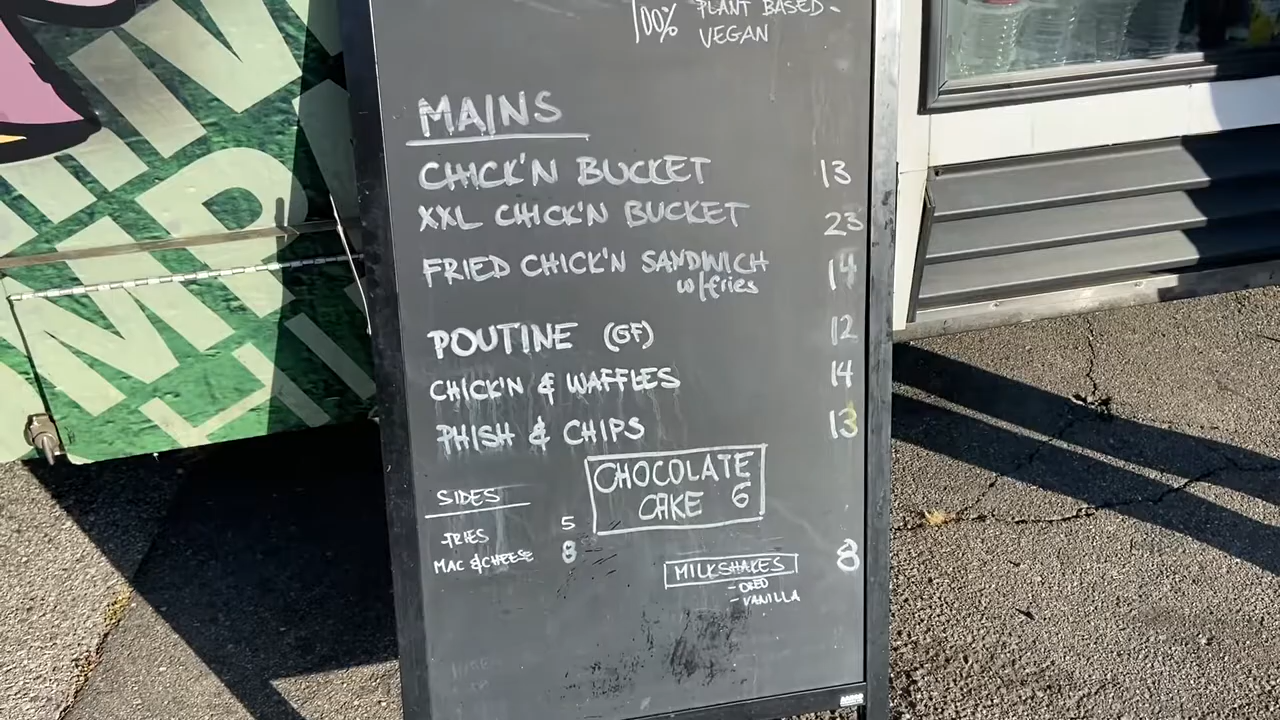 100% PLANT BASED -
VEGAN
MAINS
CHICK'N BUCKET 13
XXL CHICK'N BUCKET 23
FRIED CHICK'N SANDWICH 14
w/fries
POUTINE (GF) 12
CHICK'N & WAFFLES 14
PHISH & CHIPS 13
CHOCOLATE
CAKE 6
SIDES
FRIES 5
MAC & CHEESE 8
MILKSHAKES 8
- OREO
- VANILLA